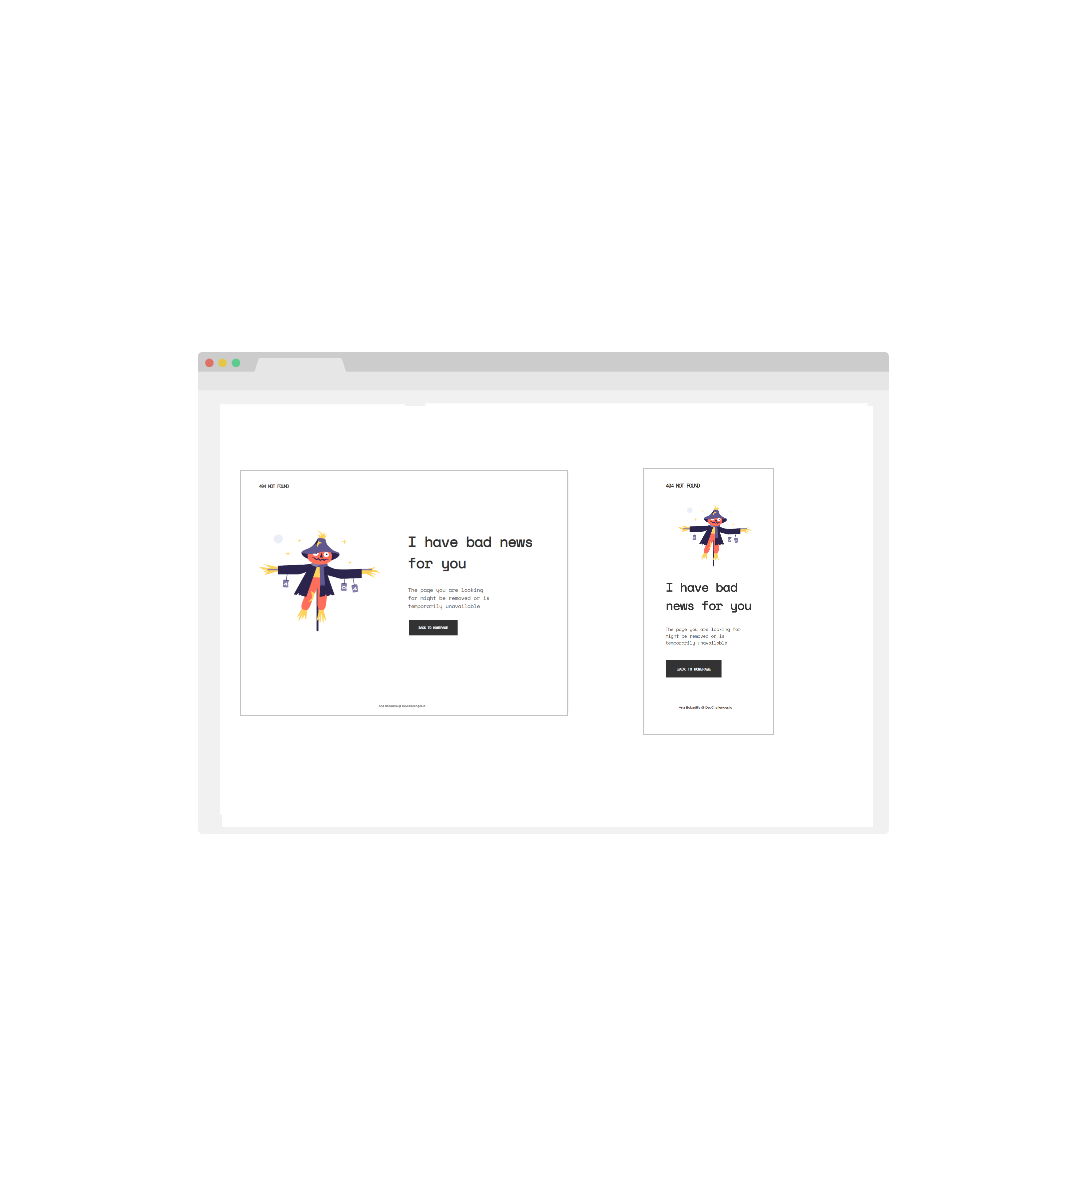 404 NOT FOUND
I have bad news
for you
The page you are looking
for might be removed or is
temporarily unavailable
BACK TO HOMEPAGE
404 NOT FOUND
I have bad
news for you
The page you are looking for
might be removed or is
temporarily unavailable
BACK TO HOMEPAGE